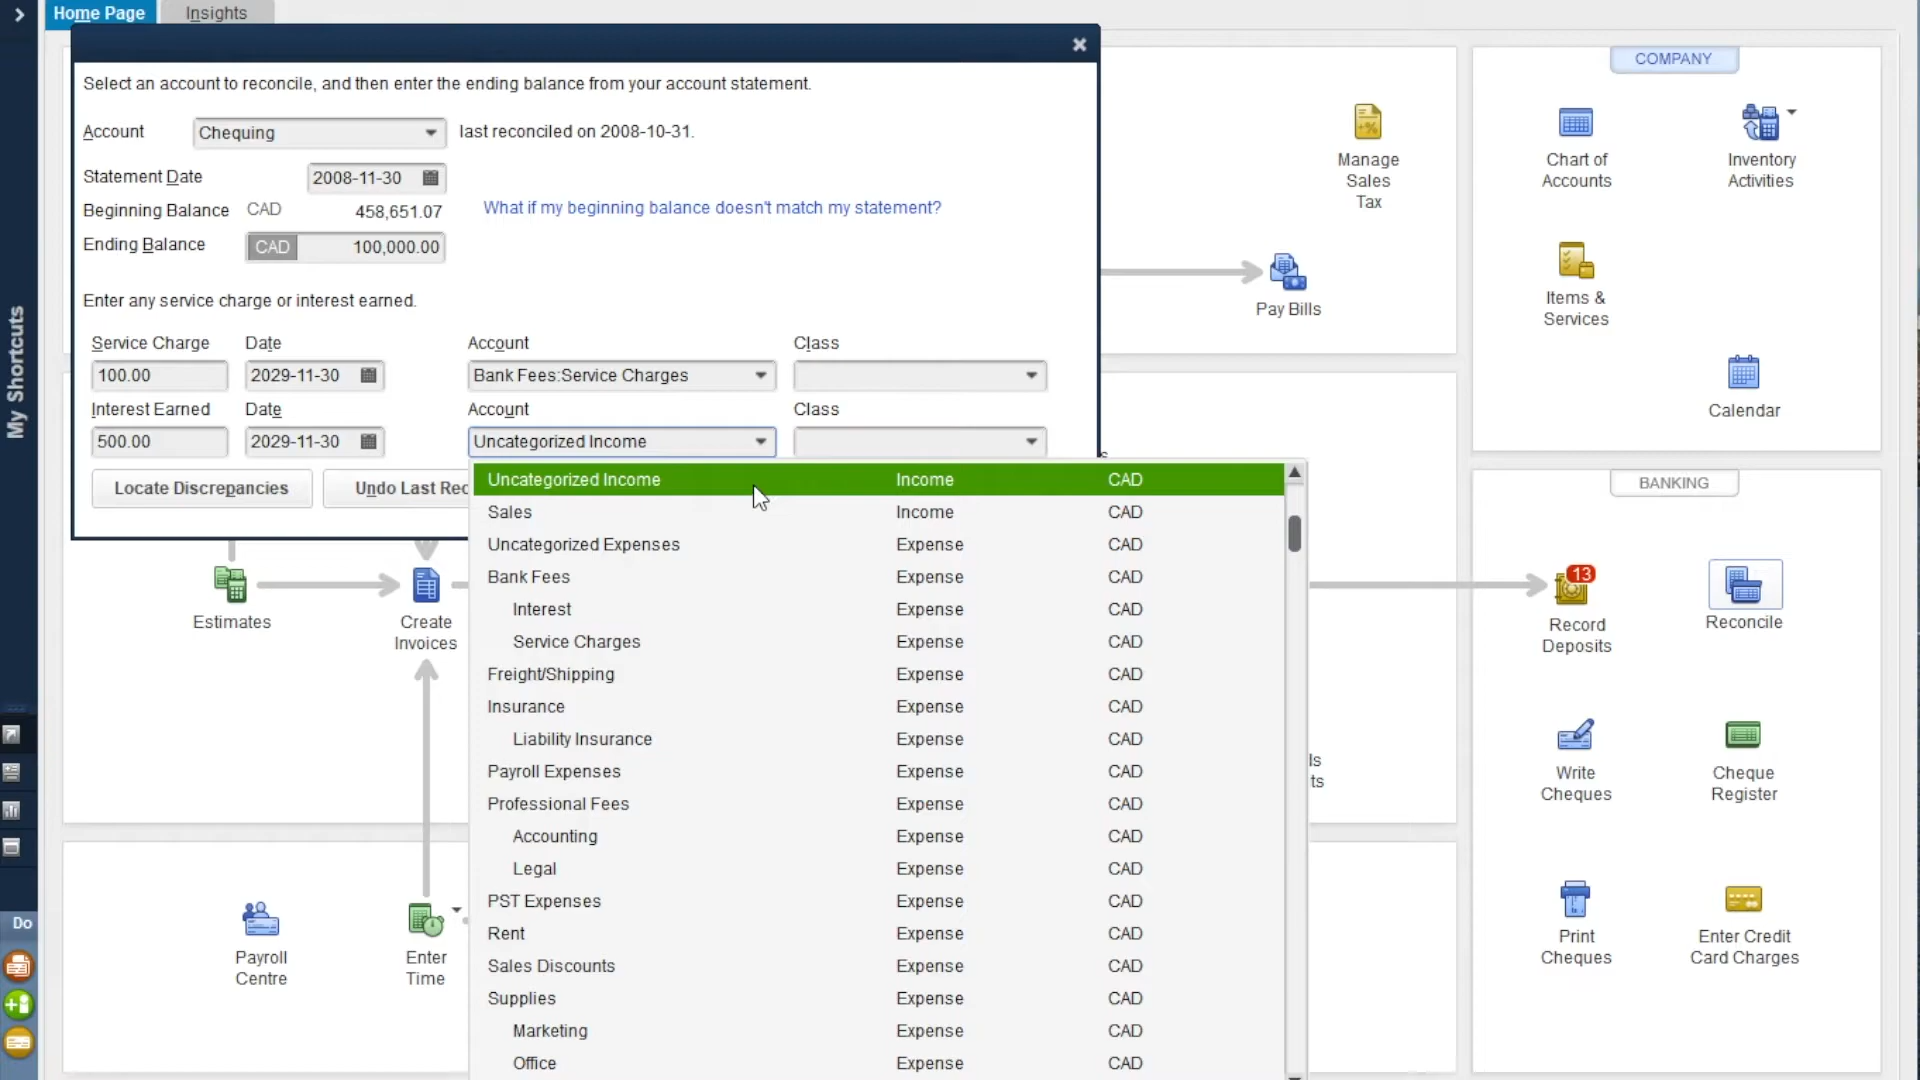 Home Page
Insights
Select an account to reconcile, and then enter the ending balance from your account statement.
Account
Chequing
last reconciled on 2008-10-31.
Statement Date
2008-11-30
Beginning Balance
CAD
458,651.07
What if my beginning balance doesn't match my statement?
Ending Balance
CAD
100,000.00
Enter any service charge or interest earned.
Service Charge
Date
Account
Class
100.00
2029-11-30
Bank Fees:Service Charges
Interest Earned
Date
Account
Class
500.00
2029-11-30
Uncategorized Income
Locate Discrepancies
Undo Last Rec
Uncategorized Income Income CAD
Sales Income CAD
Uncategorized Expenses Expense CAD
Bank Fees Expense CAD
Interest Expense CAD
Service Charges Expense CAD
Freight/Shipping Expense CAD
Insurance Expense CAD
Liability Insurance Expense CAD
Payroll Expenses Expense CAD
Professional Fees Expense CAD
Accounting Expense CAD
Legal Expense CAD
PST Expenses Expense CAD
Rent Expense CAD
Sales Discounts Expense CAD
Supplies Expense CAD
Marketing Expense CAD
Office Expense CAD
My Shortcuts
Do
Estimates
Create
Invoices
Payroll
Centre
Enter
Time
ls
ts
Manage
Sales
Tax
Pay Bills
COMPANY
Chart of
Accounts
Inventory
Activities
Items &
Services
Calendar
BANKING
13
Record
Deposits
Reconcile
Write
Cheques
Cheque
Register
Print
Cheques
Enter Credit
Card Charges